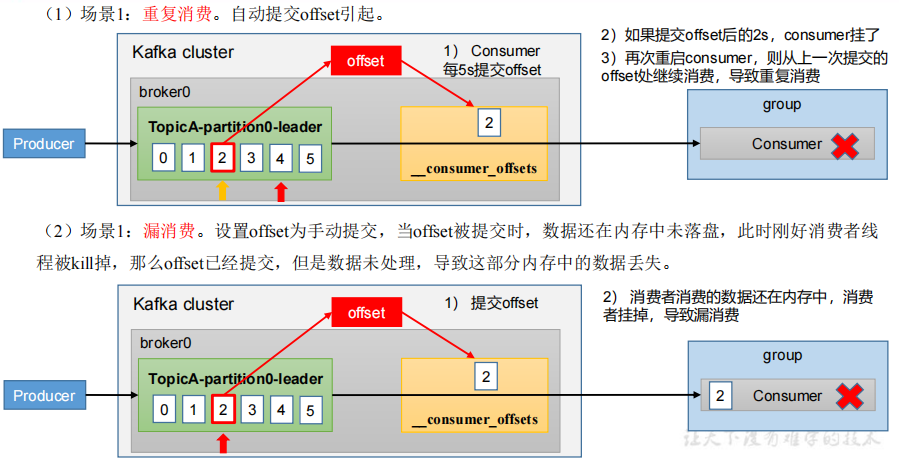 （1）场景1：重复消费。自动提交offset引起。
Kafka cluster
offset
1） Consumer
每5s提交offset
2）如果提交offset后的2s，consumer挂了
3）再次重启consumer，则从上一次提交的
offset处继续消费，导致重复消费
broker0
TopicA-partition0-leader
0 1 2 3 4 5
2
__consumer_offsets
Producer
group
Consumer
（2）场景1：漏消费。设置offset为手动提交，当offset被提交时，数据还在内存中未落盘，此时刚好消费者线
程被kill掉，那么offset已经提交，但是数据未处理，导致这部分内存中的数据丢失。
Kafka cluster
offset
1） 提交offset
2） 消费者消费的数据还在内存中，消费
者挂掉，导致漏消费
broker0
TopicA-partition0-leader
0 1 2 3 4 5
2
__consumer_offsets
Producer
group
2 Consumer
让天下没有难学的技术